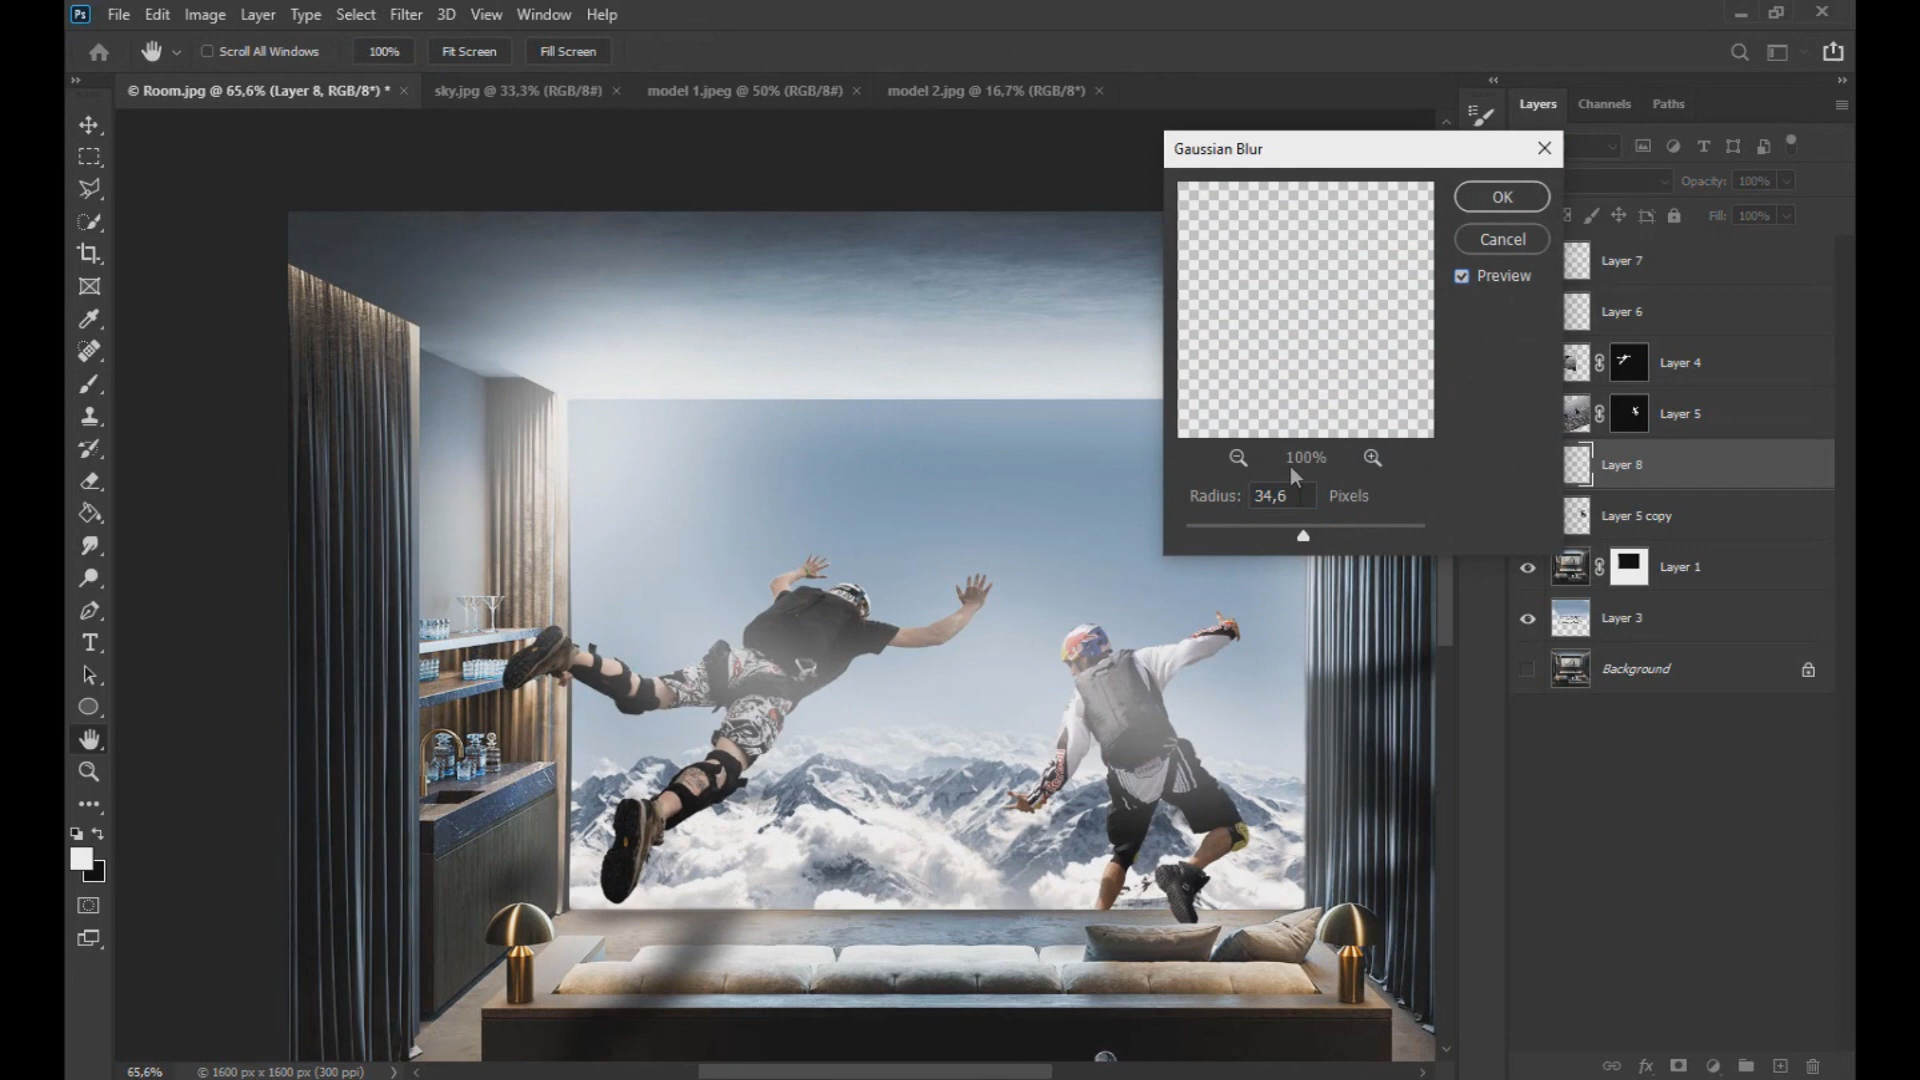 Ps File Edit Image Layer Type Select Filter 3D View Window Help
Scroll All Windows 100% Fit Screen Fill Screen
© Room.jpg @ 65,6% (Layer 8, RGB/8*) * sky.jpg @ 33,3% (RGB/8#) model 1.jpeg @ 50% (RGB/8#) model 2.jpg @ 16,7% (RGB/8*)
Layers Channels Paths
Gaussian Blur
OK
Cancel
Preview
100%
Radius: 34,6 Pixels
Opacity: 100%
Fill: 100%
Layer 7
Layer 6
Layer 4
Layer 5
Layer 8
Layer 5 copy
Layer 1
Layer 3
Background
65,6% © 1600 px x 1600 px (300 ppi)